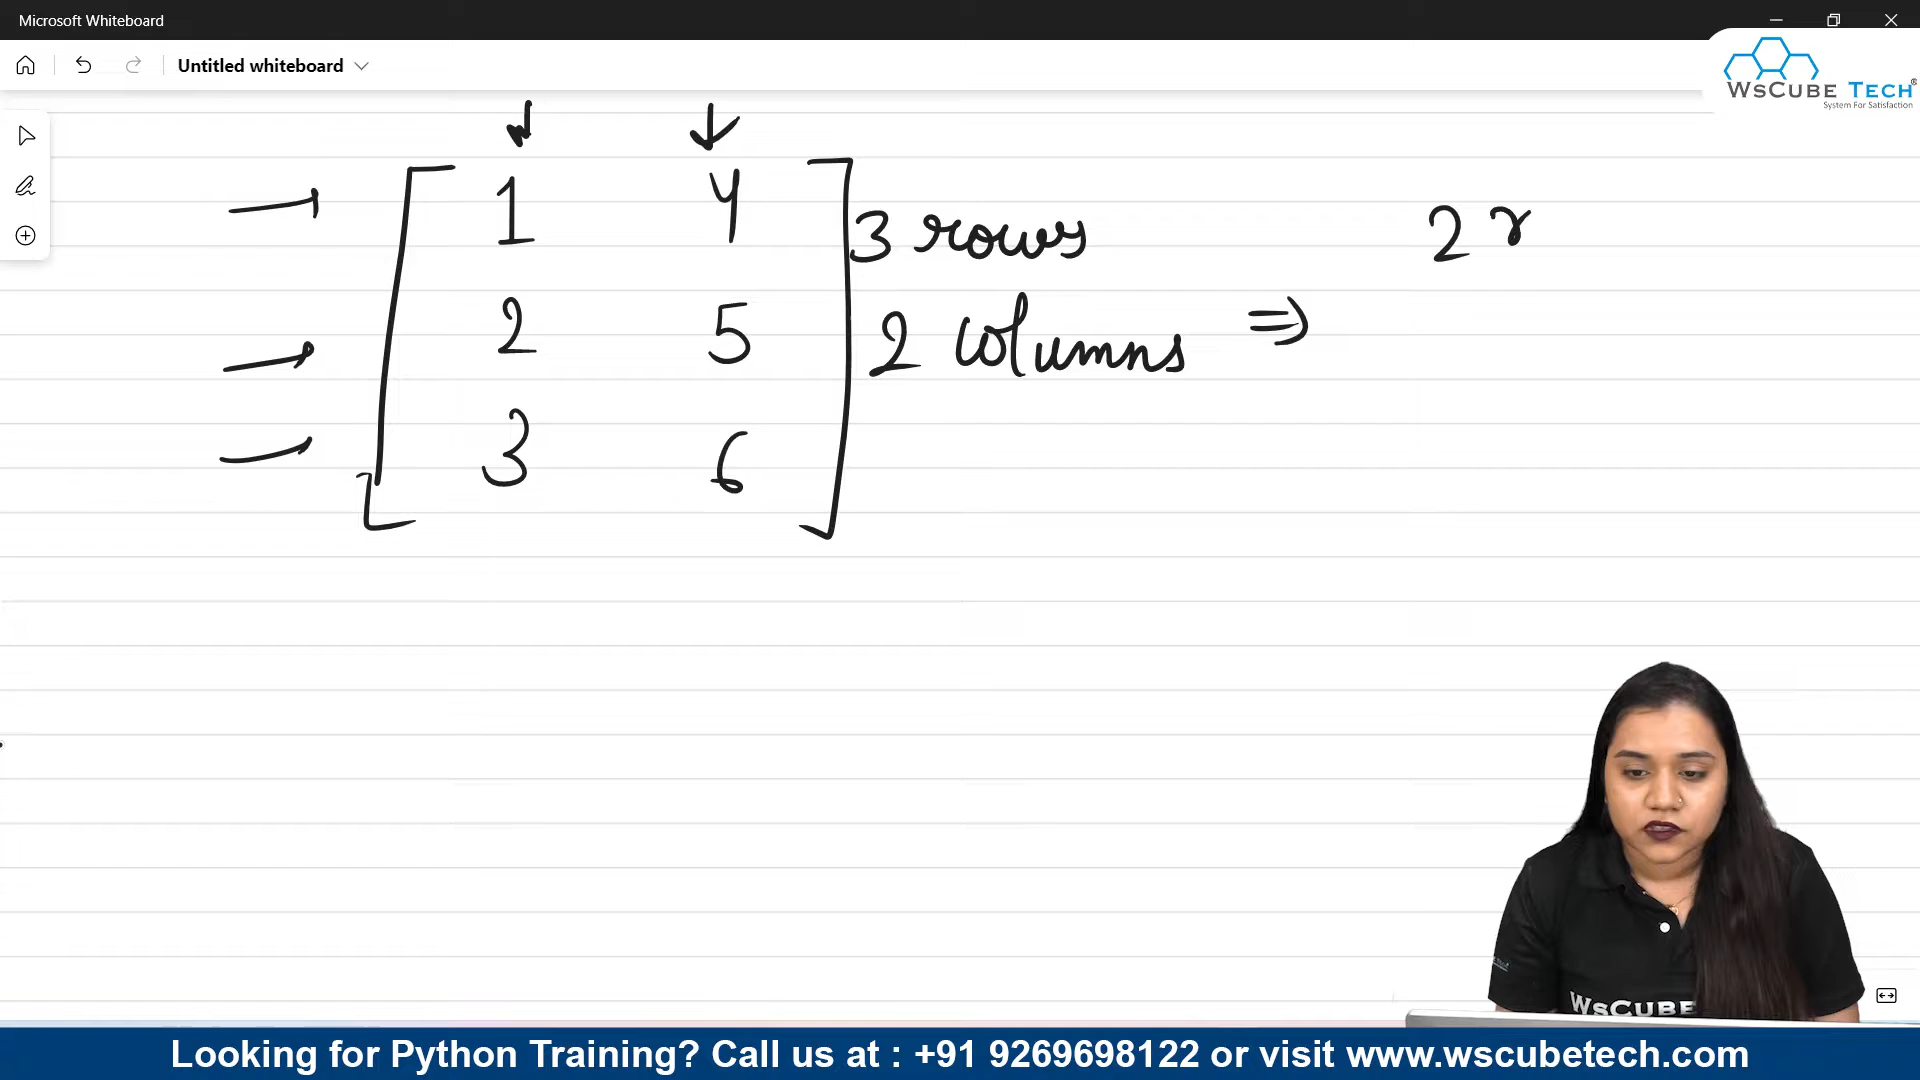 Microsoft Whiteboard
Untitled whiteboard
WSCUBE TECH
System For Satisfaction
1 4
3 rows
2 r
2 5
2 columns ⇒
3 6
WSCUBE
Looking for Python Training? Call us at : +91 9269698122 or visit www.wscubetech.com